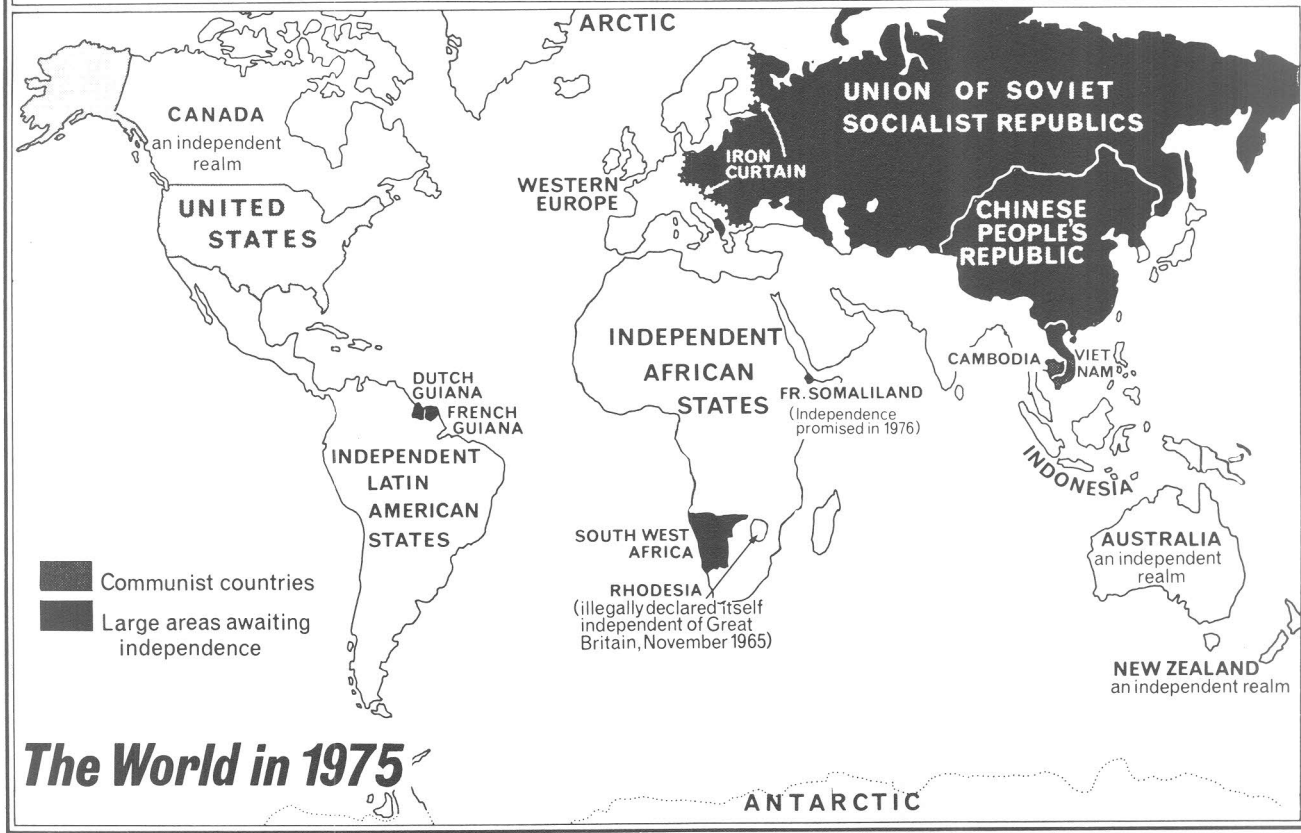 ARCTIC
CANADA
an independent
realm
UNITED
STATES
UNION OF SOVIET
SOCIALIST REPUBLICS
IRON
CURTAIN
WESTERN
EUROPE
CHINESE
PEOPLE'S
REPUBLIC
INDEPENDENT
AFRICAN
STATES
CAMBODIA
VIET
NAM
FR. SOMALILAND
(Independence
promised in 1976)
DUTCH
GUIANA
FRENCH
GUIANA
INDEPENDENT
LATIN
AMERICAN
STATES
INDONESIA
SOUTH WEST
AFRICA
RHODESIA
(illegally declared itself
independent of Great
Britain, November 1965)
AUSTRALIA
an independent
realm
NEW ZEALAND
an independent realm
Communist countries
Large areas awaiting
independence
The World in 1975
ANTARCTIC